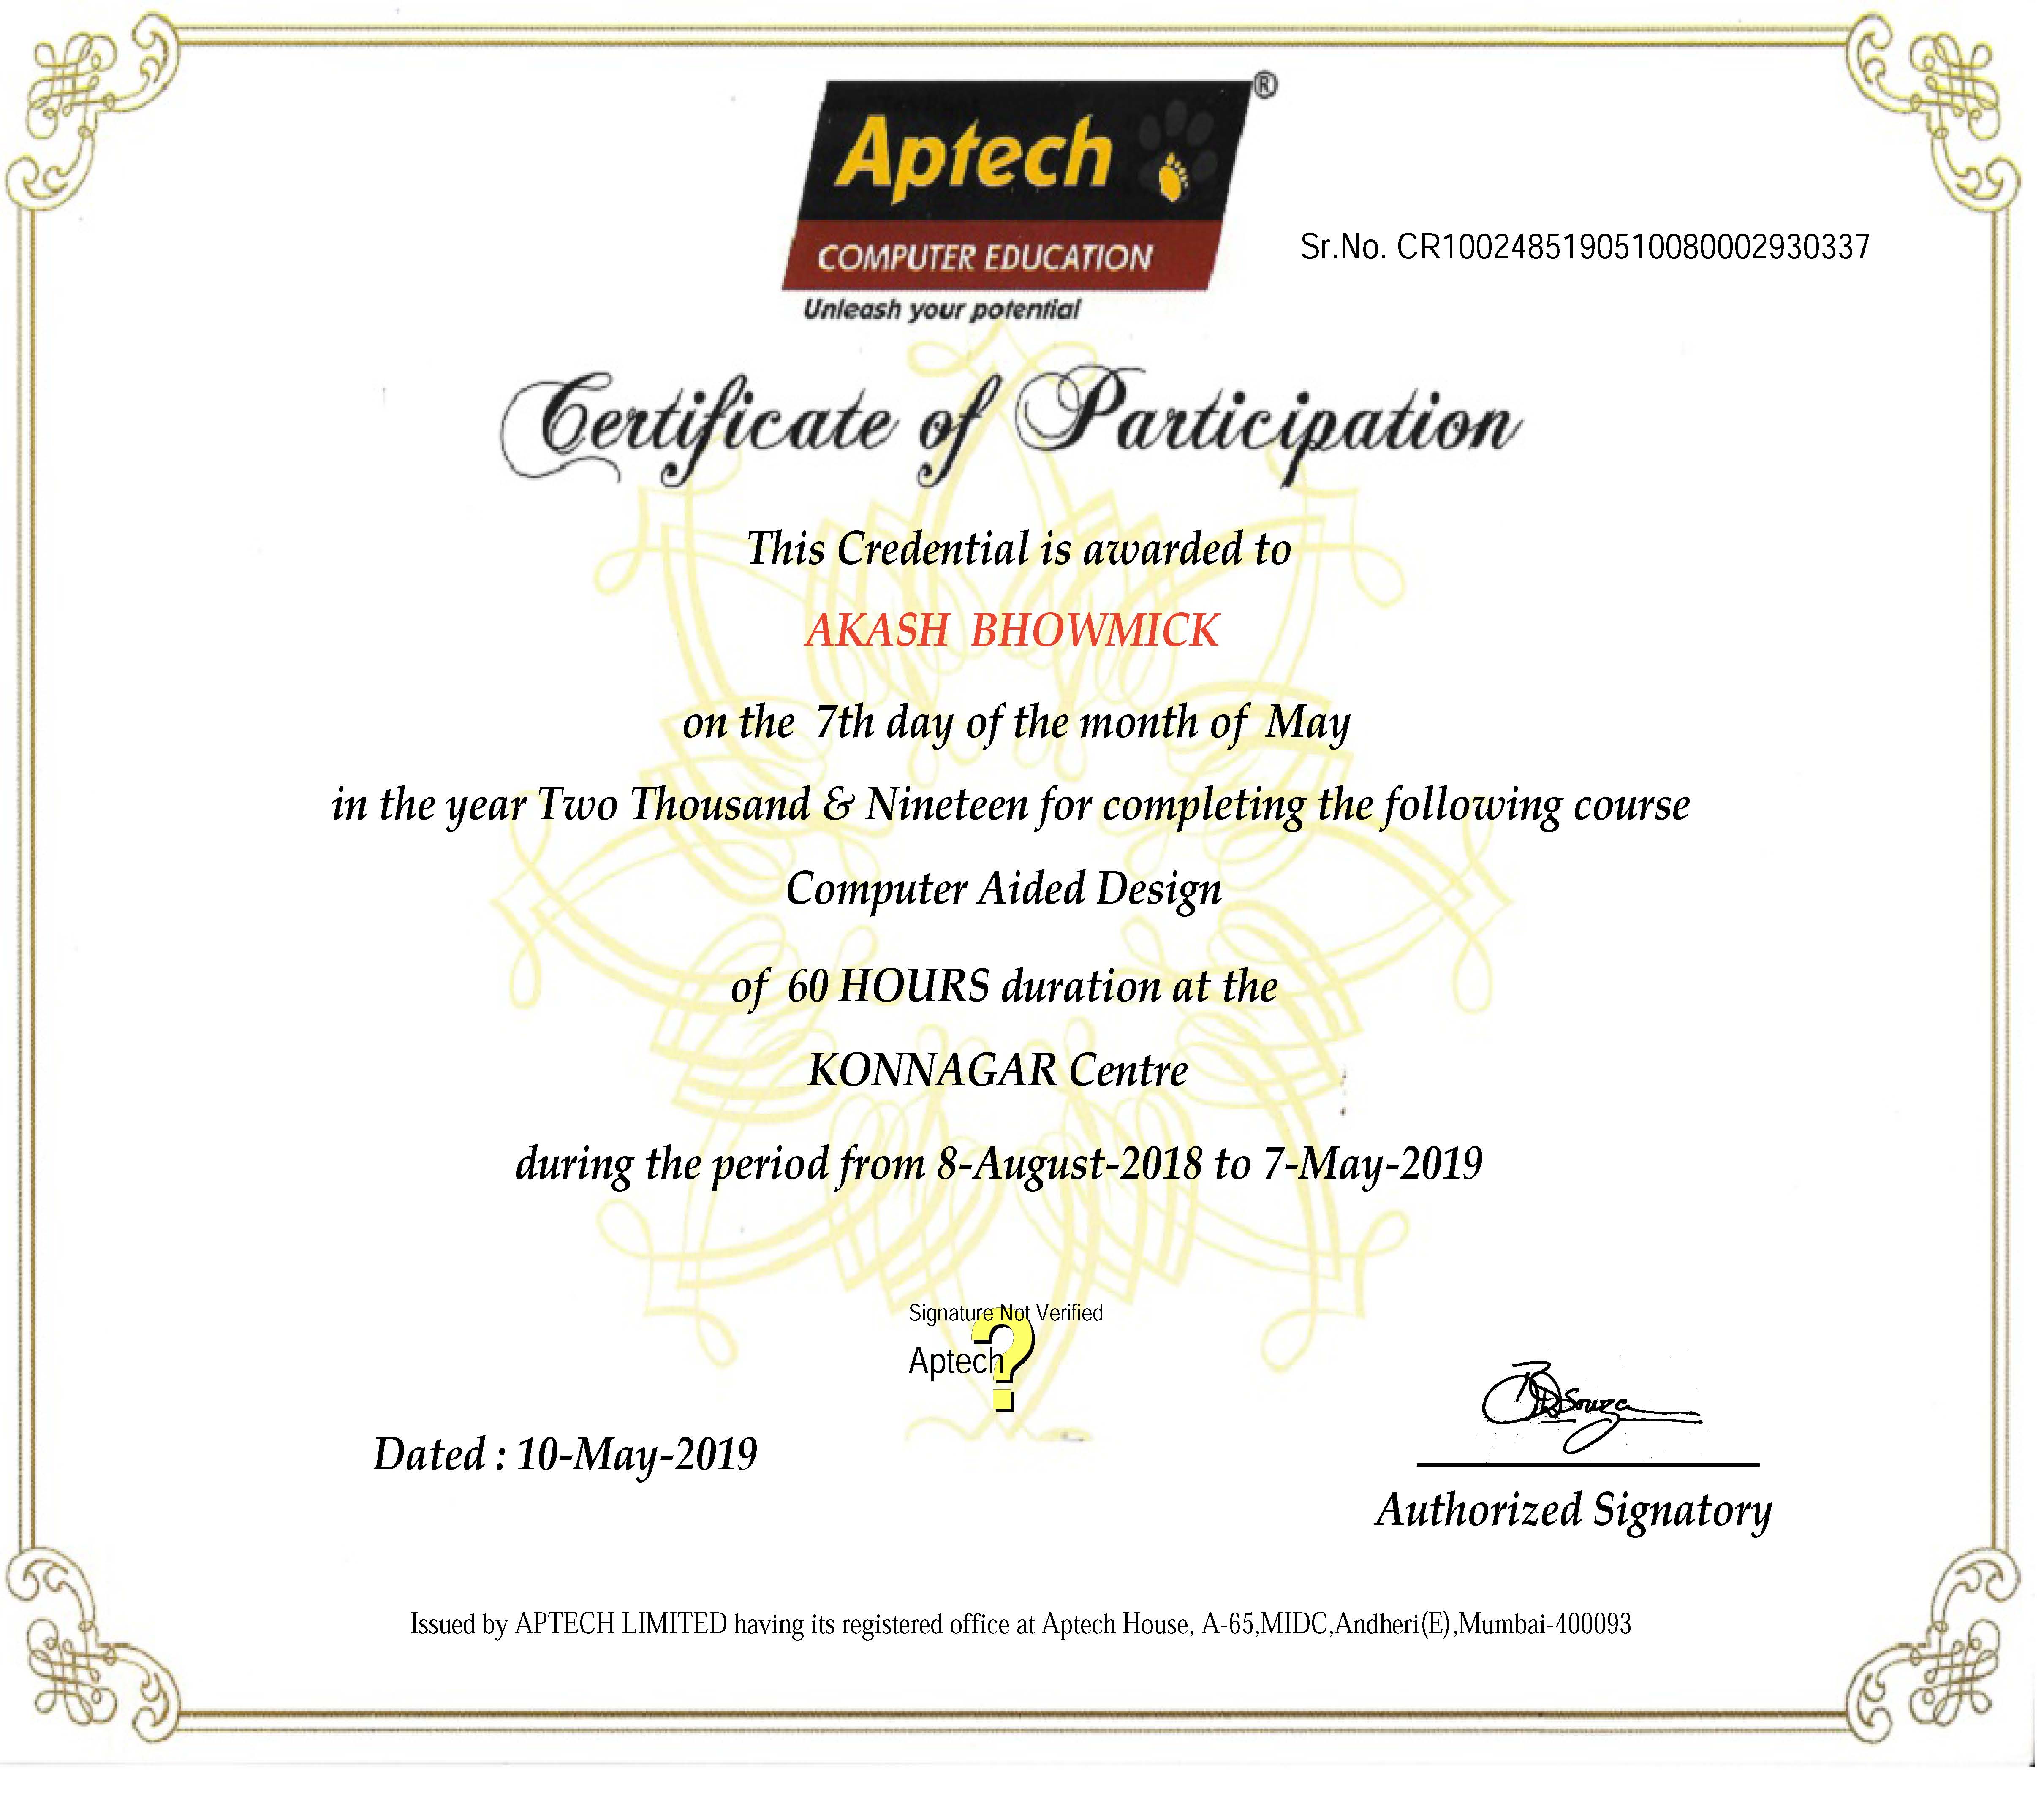 Aptech ®
COMPUTER EDUCATION
Unleash your potential
Sr.No. CR1002485190510080002930337
Certificate of Participation
This Credential is awarded to
AKASH BHOWMICK
on the 7th day of the month of May
in the year Two Thousand & Nineteen for completing the following course
Computer Aided Design
of 60 HOURS duration at the
KONNAGAR Centre
during the period from 8-August-2018 to 7-May-2019
Signature Not Verified
Aptech
?
DSouza
Dated : 10-May-2019
Authorized Signatory
Issued by APTECH LIMITED having its registered office at Aptech House, A-65,MIDC,Andheri(E),Mumbai-400093